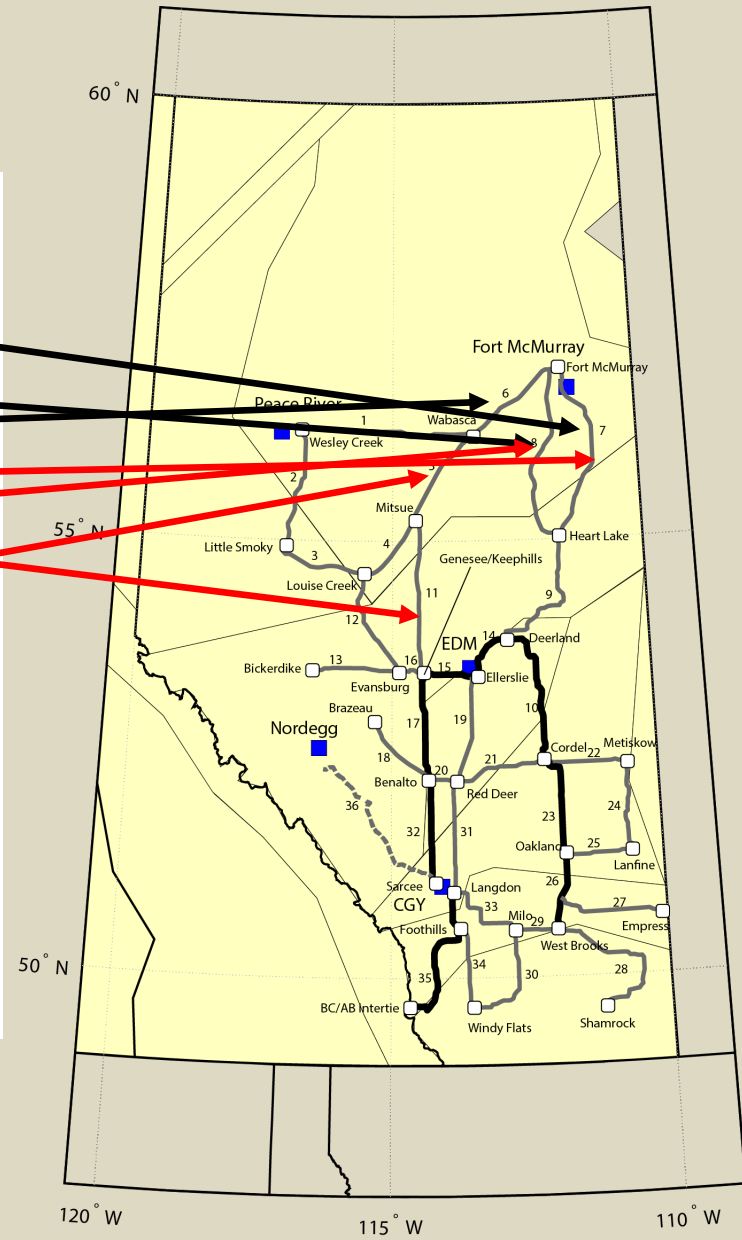 60° N
Fort McMurray
Fort McMurray
6
Peace River
1
Wabasca
7
Wesley Creek
8
5
2
Mitsue
55° N
Heart Lake
Little Smoky
4
3
Genesee/Keephills
Louise Creek
11
9
12
EDM
14
Deerland
13
16
15
Bickerdike
Evansburg
Ellerslie
Brazeau
10
17
19
Nordegg
Cordel
22
Metiskow
18
21
20
Benalto
Red Deer
36
24
32
31
23
Oakland
25
Lanfine
Sarcee
26
Langdon
CGY
27
33
Milo
29
Empress
Foothills
West Brooks
50° N
34
28
35
30
BC/AB Intertie
Windy Flats
Shamrock
120° W
115° W
110° W